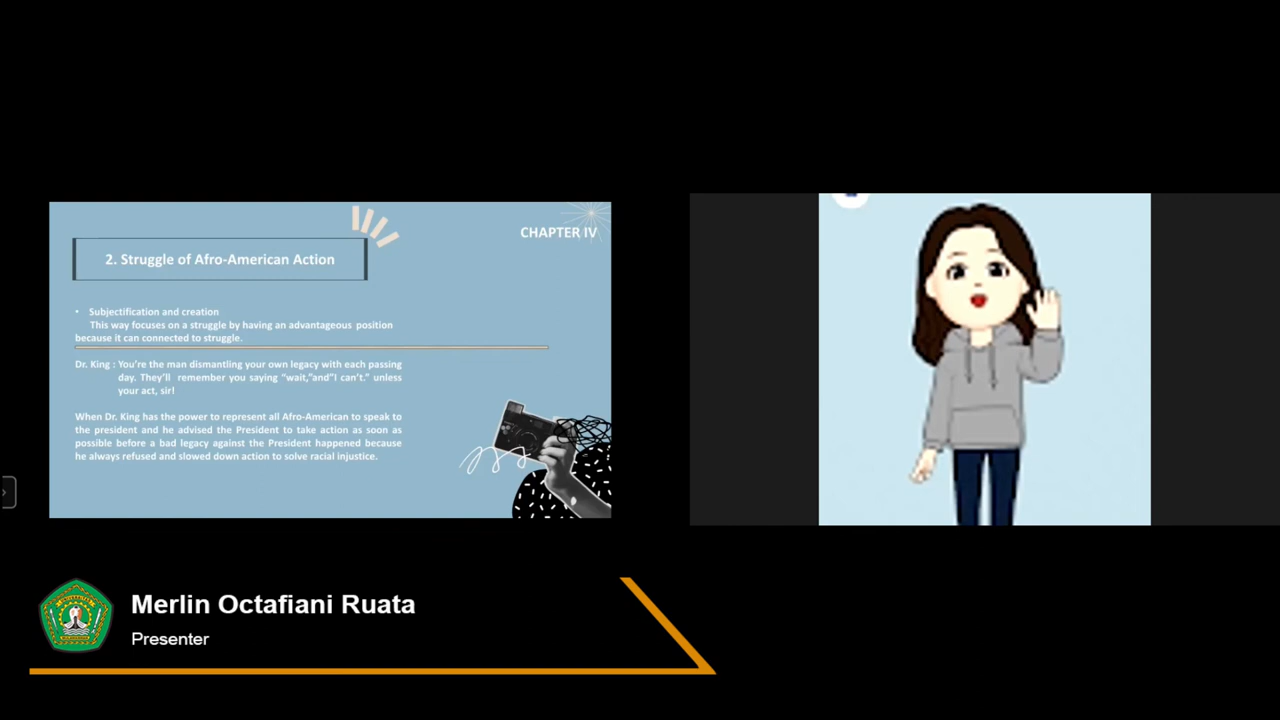 CHAPTER IV
2. Struggle of Afro-American Action
• Subjectification and creation
This way focuses on a struggle by having an advantageous position
because it can connected to struggle.
Dr. King : You're the man dismantling your own legacy with each passing
day. They'll remember you saying “wait,”and“I can't.” unless
your act, sir!
When Dr. King has the power to represent all Afro-American to speak to
the president and he advised the President to take action as soon as
possible before a bad legacy against the President happened because
he always refused and slowed down action to solve racial injustice.
Merlin Octafiani Ruata
Presenter